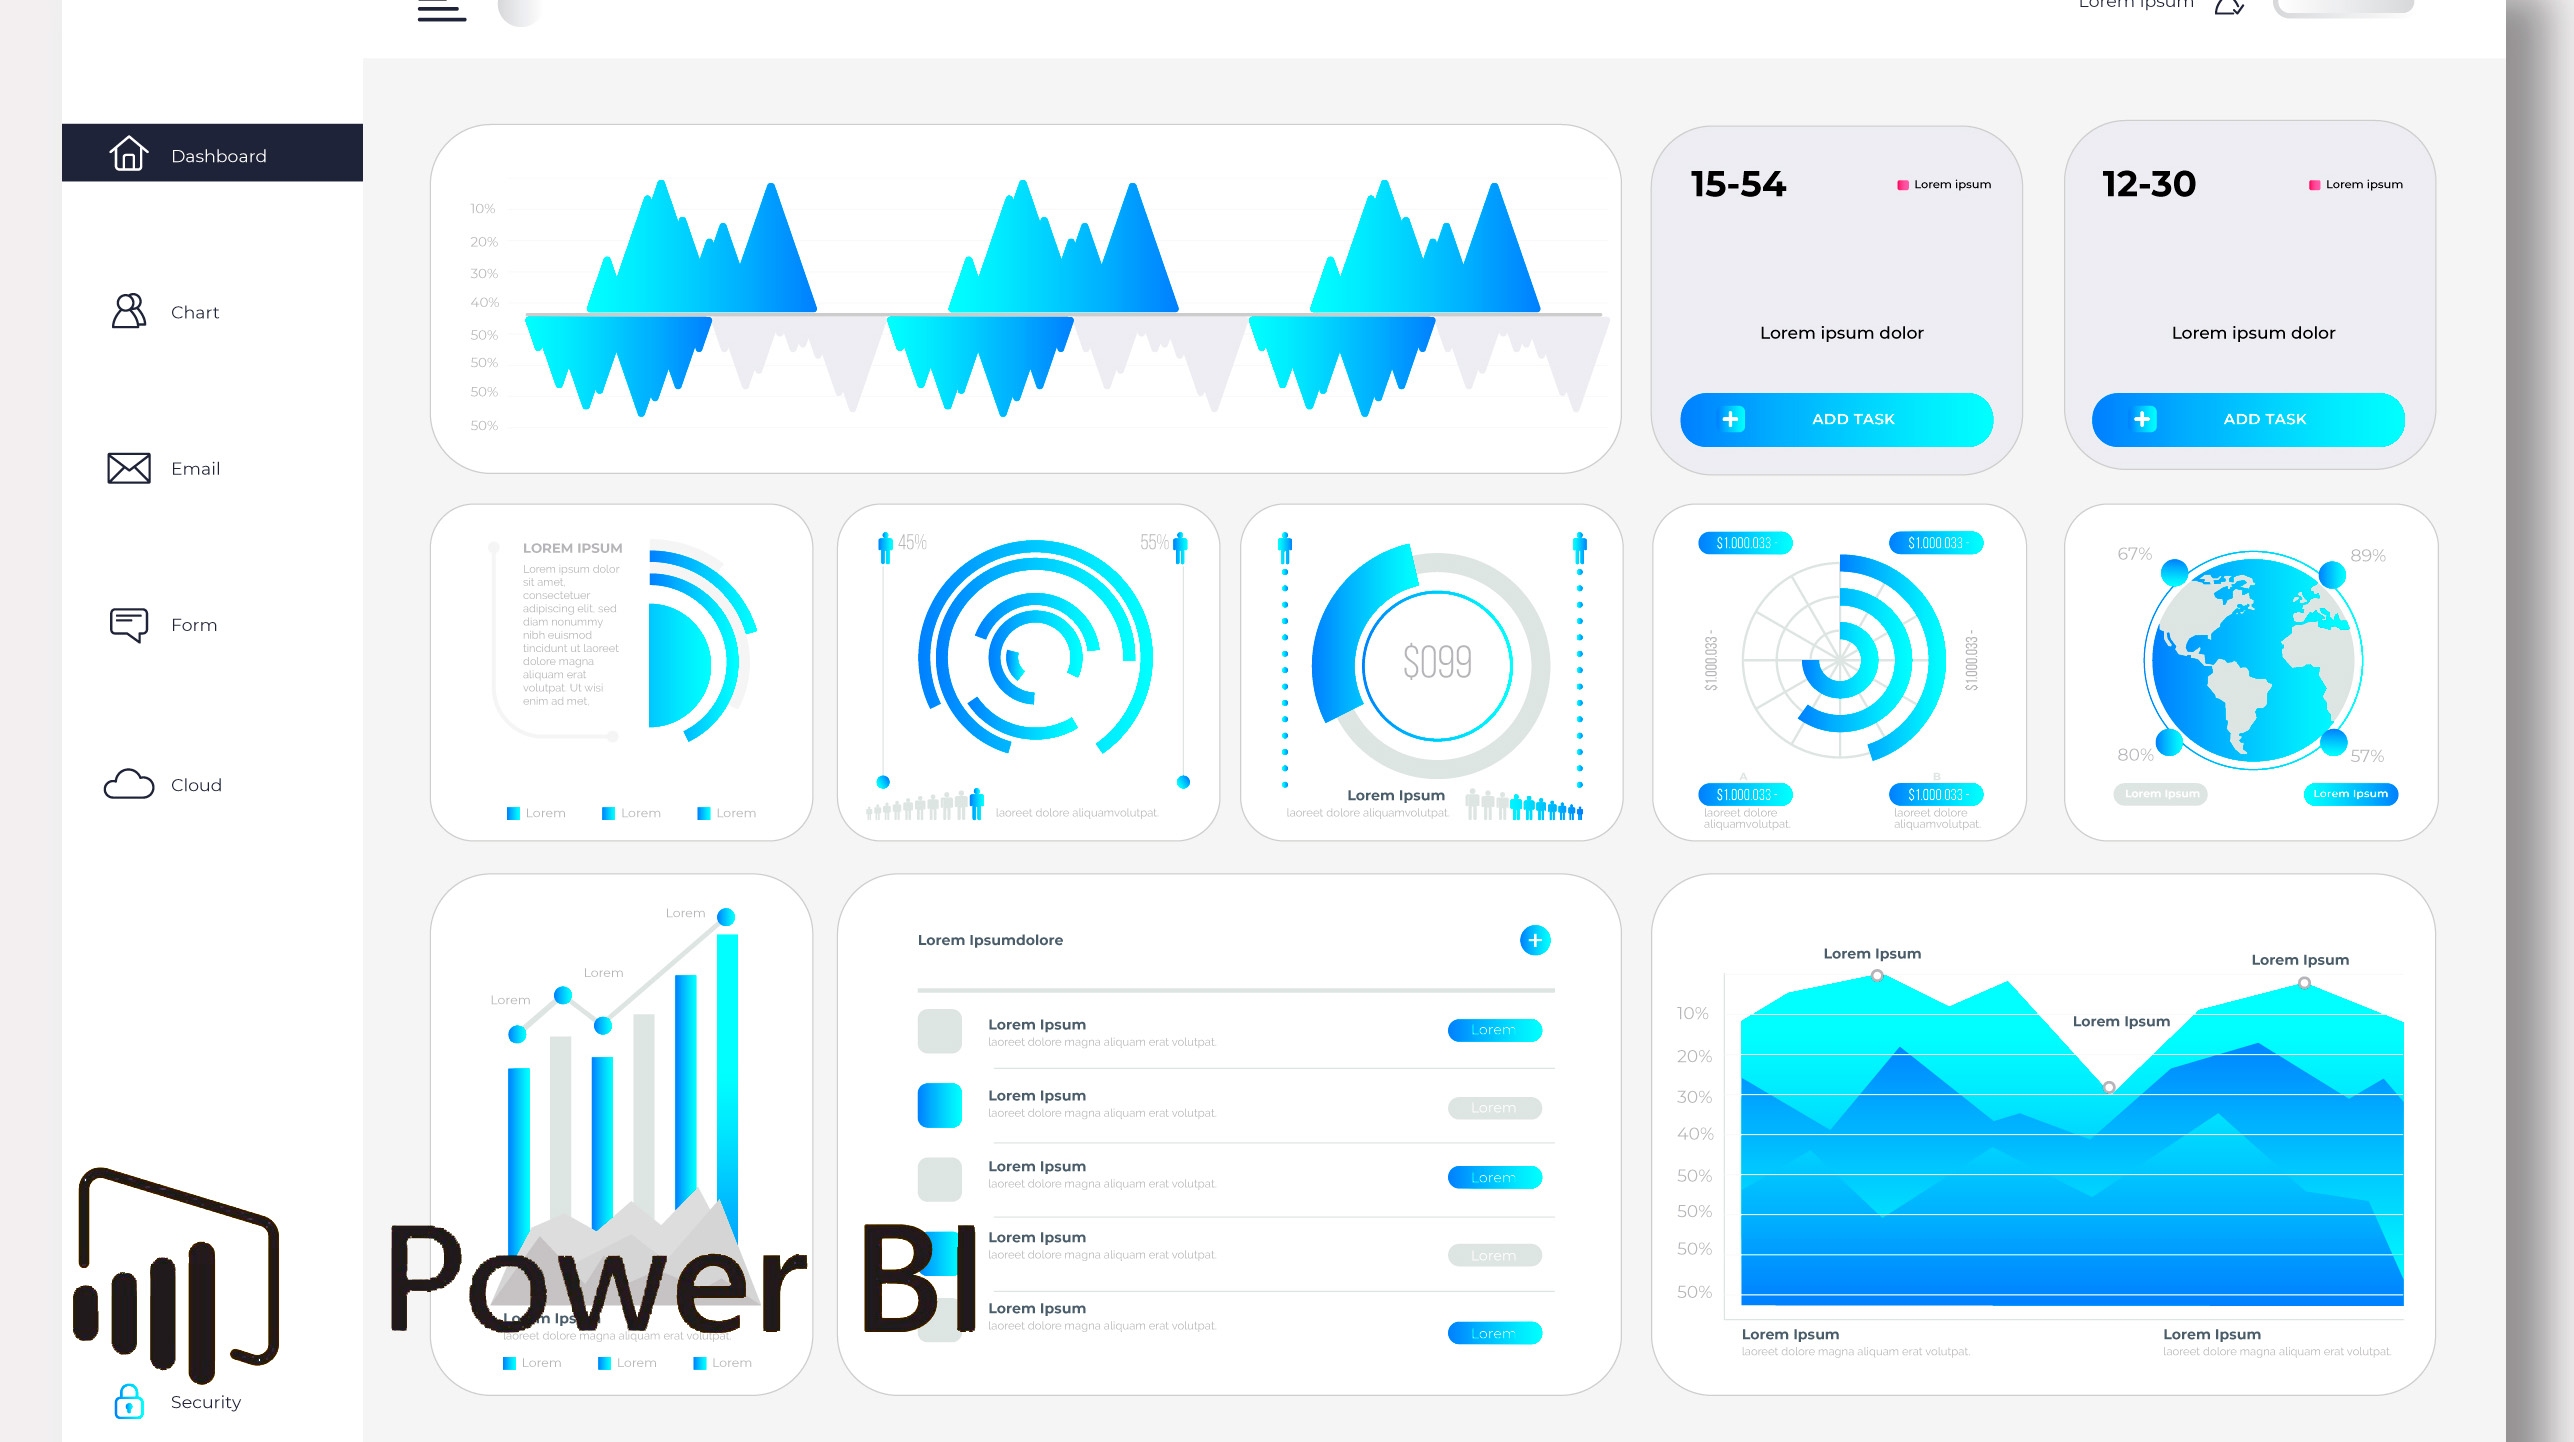 Lorem ipsum
Dashboard
Chart
Email
Form
Cloud
Security
10%
20%
30%
40%
50%
50%
50%
50%
15-54
Lorem ipsum
Lorem ipsum dolor
ADD TASK
12-30
Lorem ipsum
Lorem ipsum dolor
ADD TASK
LOREM IPSUM
Lorem ipsum dolor
sit amet,
consectetuer
adipiscing elit, sed
diam nonummy
nibh euismod
tincidunt ut laoreet
dolore magna
aliquam erat
volutpat. Ut wisi
enim ad met,
Lorem
Lorem
Lorem
45%
55%
laoreet dolore aliquamvolutpat.
$099
Lorem Ipsum
laoreet dolore aliquamvolutpat.
$1.000.033 -
$1.000.033 -
$1.000.033 -
$1.000.033 -
A
B
$1.000.033 -
$1.000.033 -
laoreet dolore
aliquamvolutpat.
laoreet dolore
aliquamvolutpat.
67%
89%
80%
57%
Lorem Ipsum
Lorem Ipsum
Lorem
Lorem
Lorem
Lorem Ipsum
laoreet dolore magna aliquam erat volutpat.
Lorem
Lorem
Lorem
Power BI
Lorem Ipsumdolore
Lorem Ipsum
laoreet dolore magna aliquam erat volutpat.
Lorem
Lorem Ipsum
laoreet dolore magna aliquam erat volutpat.
Lorem
Lorem Ipsum
laoreet dolore magna aliquam erat volutpat.
Lorem
Lorem Ipsum
laoreet dolore magna aliquam erat volutpat.
Lorem
Lorem Ipsum
laoreet dolore magna aliquam erat volutpat.
Lorem
Lorem Ipsum
Lorem Ipsum
Lorem Ipsum
10%
20%
30%
40%
50%
50%
50%
50%
Lorem Ipsum
laoreet dolore magna aliquam erat volutpat.
Lorem Ipsum
laoreet dolore magna aliquam erat volutpat.